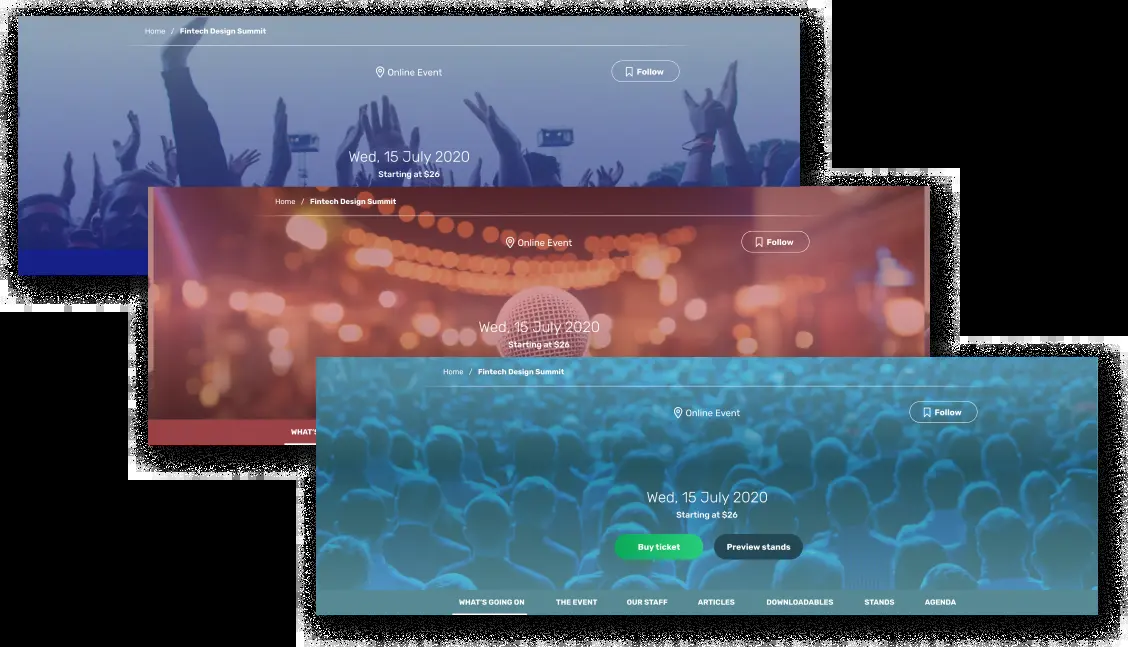 Home / Fintech Design Summit
Online Event
Follow
Wed, 15 July 2020
Starting at $26
Home / Fintech Design Summit
Online Event
Follow
Wed, 15 July 2020
Starting at $26
WHAT'S
Home / Fintech Design Summit
Online Event
Follow
Wed, 15 July 2020
Starting at $26
Buy ticket
Preview stands
WHAT'S GOING ON THE EVENT OUR STAFF ARTICLES DOWNLOADABLES STANDS AGENDA